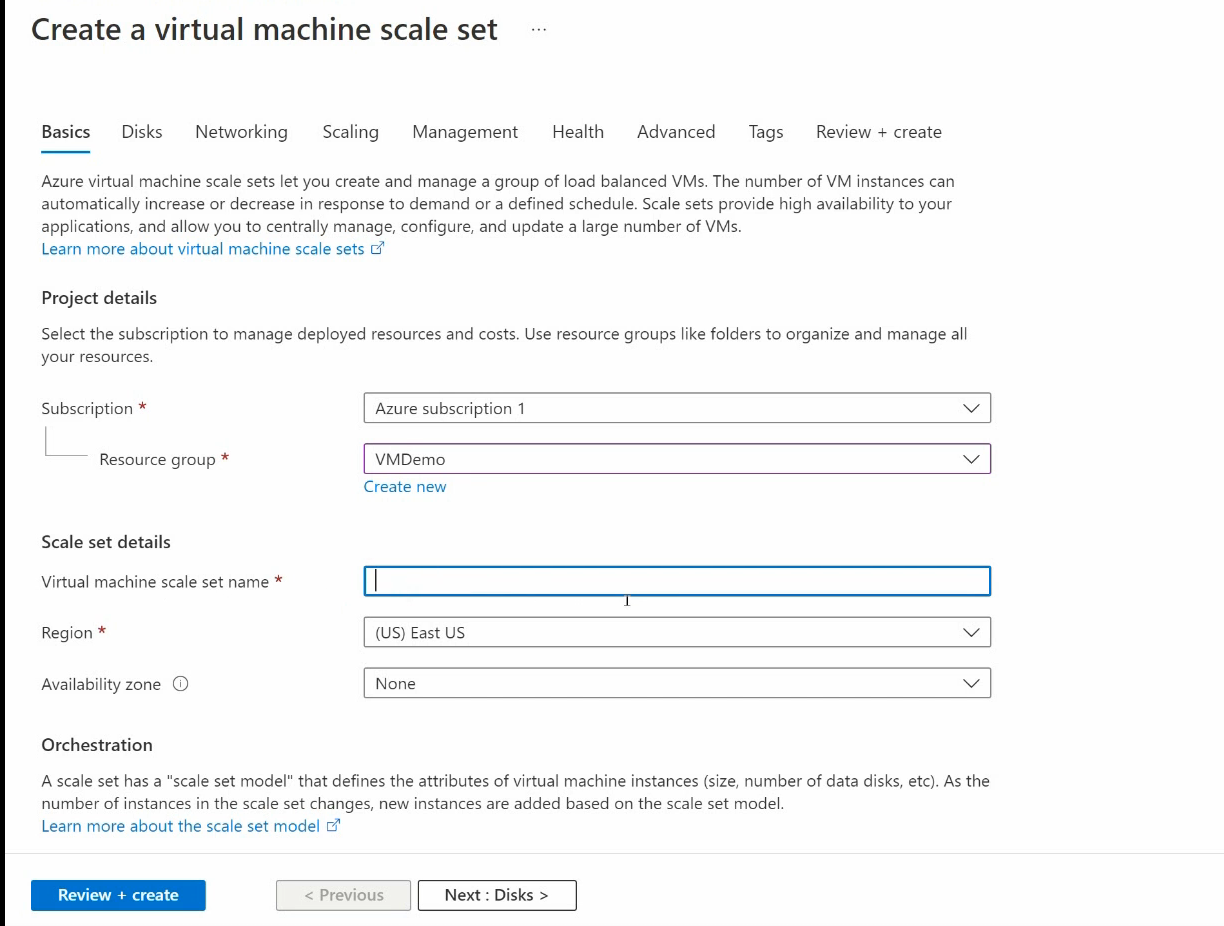 Create a virtual machine scale set ...
Basics Disks Networking Scaling Management Health Advanced Tags Review + create
Azure virtual machine scale sets let you create and manage a group of load balanced VMs. The number of VM instances can
automatically increase or decrease in response to demand or a defined schedule. Scale sets provide high availability to your
applications, and allow you to centrally manage, configure, and update a large number of VMs.
Learn more about virtual machine scale sets
Project details
Select the subscription to manage deployed resources and costs. Use resource groups like folders to organize and manage all
your resources.
Subscription * Azure subscription 1
Resource group * VMDemo
Create new
Scale set details
Virtual machine scale set name *
Region * (US) East US
Availability zone None
Orchestration
A scale set has a "scale set model" that defines the attributes of virtual machine instances (size, number of data disks, etc). As the
number of instances in the scale set changes, new instances are added based on the scale set model.
Learn more about the scale set model
Review + create < Previous Next : Disks >